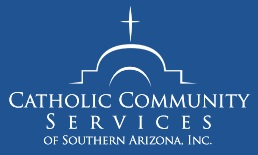 CATHOLIC COMMUNITY
SERVICES
OF SOUTHERN ARIZONA, INC.